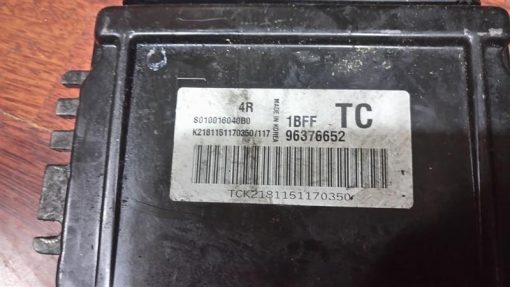 4R
S010016040B0
K2181151170350/117
MADE IN KOREA
1BFF TC
96376652
TCK2181151170350